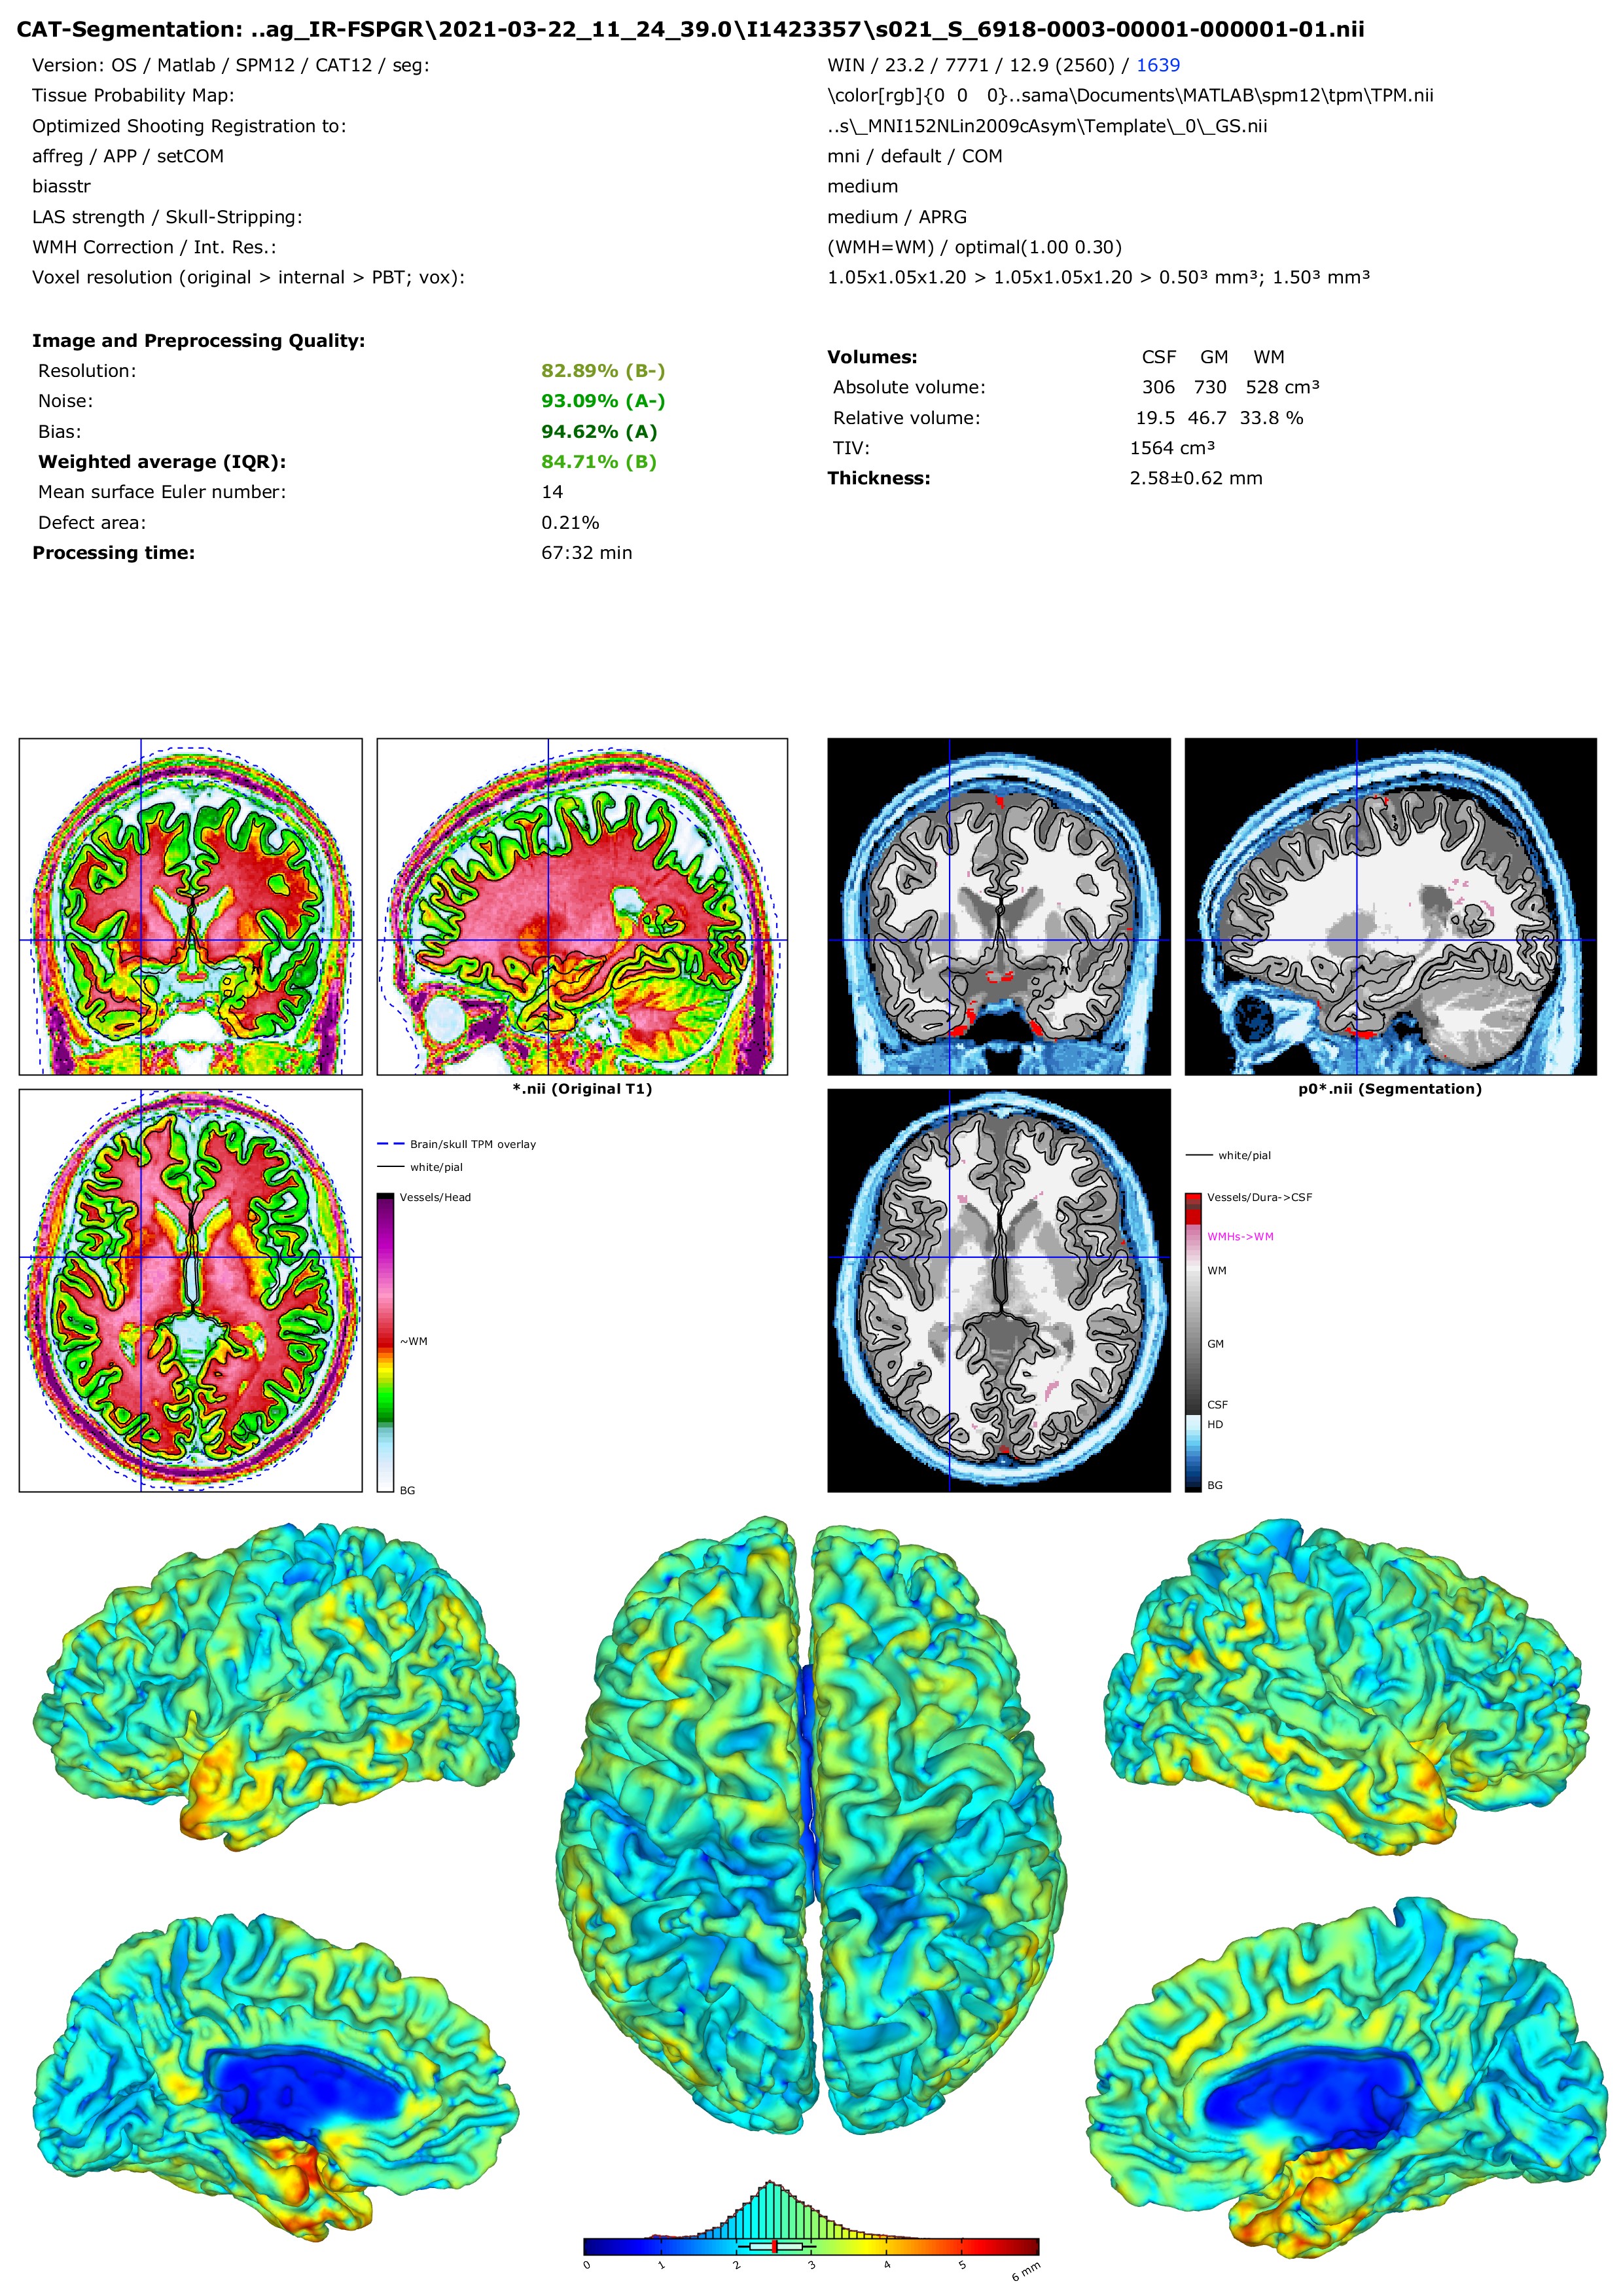 CAT-Segmentation: ..ag_IR-FSPGR\2021-03-22_11_24_39.0\I1423357\s021_S_6918-0003-00001-000001-01.nii
Version: OS / Matlab / SPM12 / CAT12 / seg: WIN / 23.2 / 7771 / 12.9 (2560) / 1639
Tissue Probability Map: \color[rgb]{0 0 0}..sama\Documents\MATLAB\spm12\tpm\TPM.nii
Optimized Shooting Registration to: ..s\_MNI152NLin2009cAsym\Template\_0\_GS.nii
affreg / APP / setCOM mni / default / COM
biasstr medium
LAS strength / Skull-Stripping: medium / APRG
WMH Correction / Int. Res.: (WMH=WM) / optimal(1.00 0.30)
Voxel resolution (original > internal > PBT; vox): 1.05x1.05x1.20 > 1.05x1.05x1.20 > 0.50³ mm³; 1.50³ mm³
Image and Preprocessing Quality:
Resolution: 82.89% (B-)
Noise: 93.09% (A-)
Bias: 94.62% (A)
Weighted average (IQR): 84.71% (B)
Mean surface Euler number: 14
Defect area: 0.21%
Processing time: 67:32 min
Volumes: CSF GM WM
Absolute volume: 306 730 528 cm³
Relative volume: 19.5 46.7 33.8 %
TIV: 1564 cm³
Thickness: 2.58±0.62 mm
*.nii (Original T1)
p0*.nii (Segmentation)
Brain/skull TPM overlay
white/pial
Vessels/Head
~WM
BG
white/pial
Vessels/Dura->CSF
WMHs->WM
WM
GM
CSF
HD
BG
0 1 2 3 4 5 6 mm